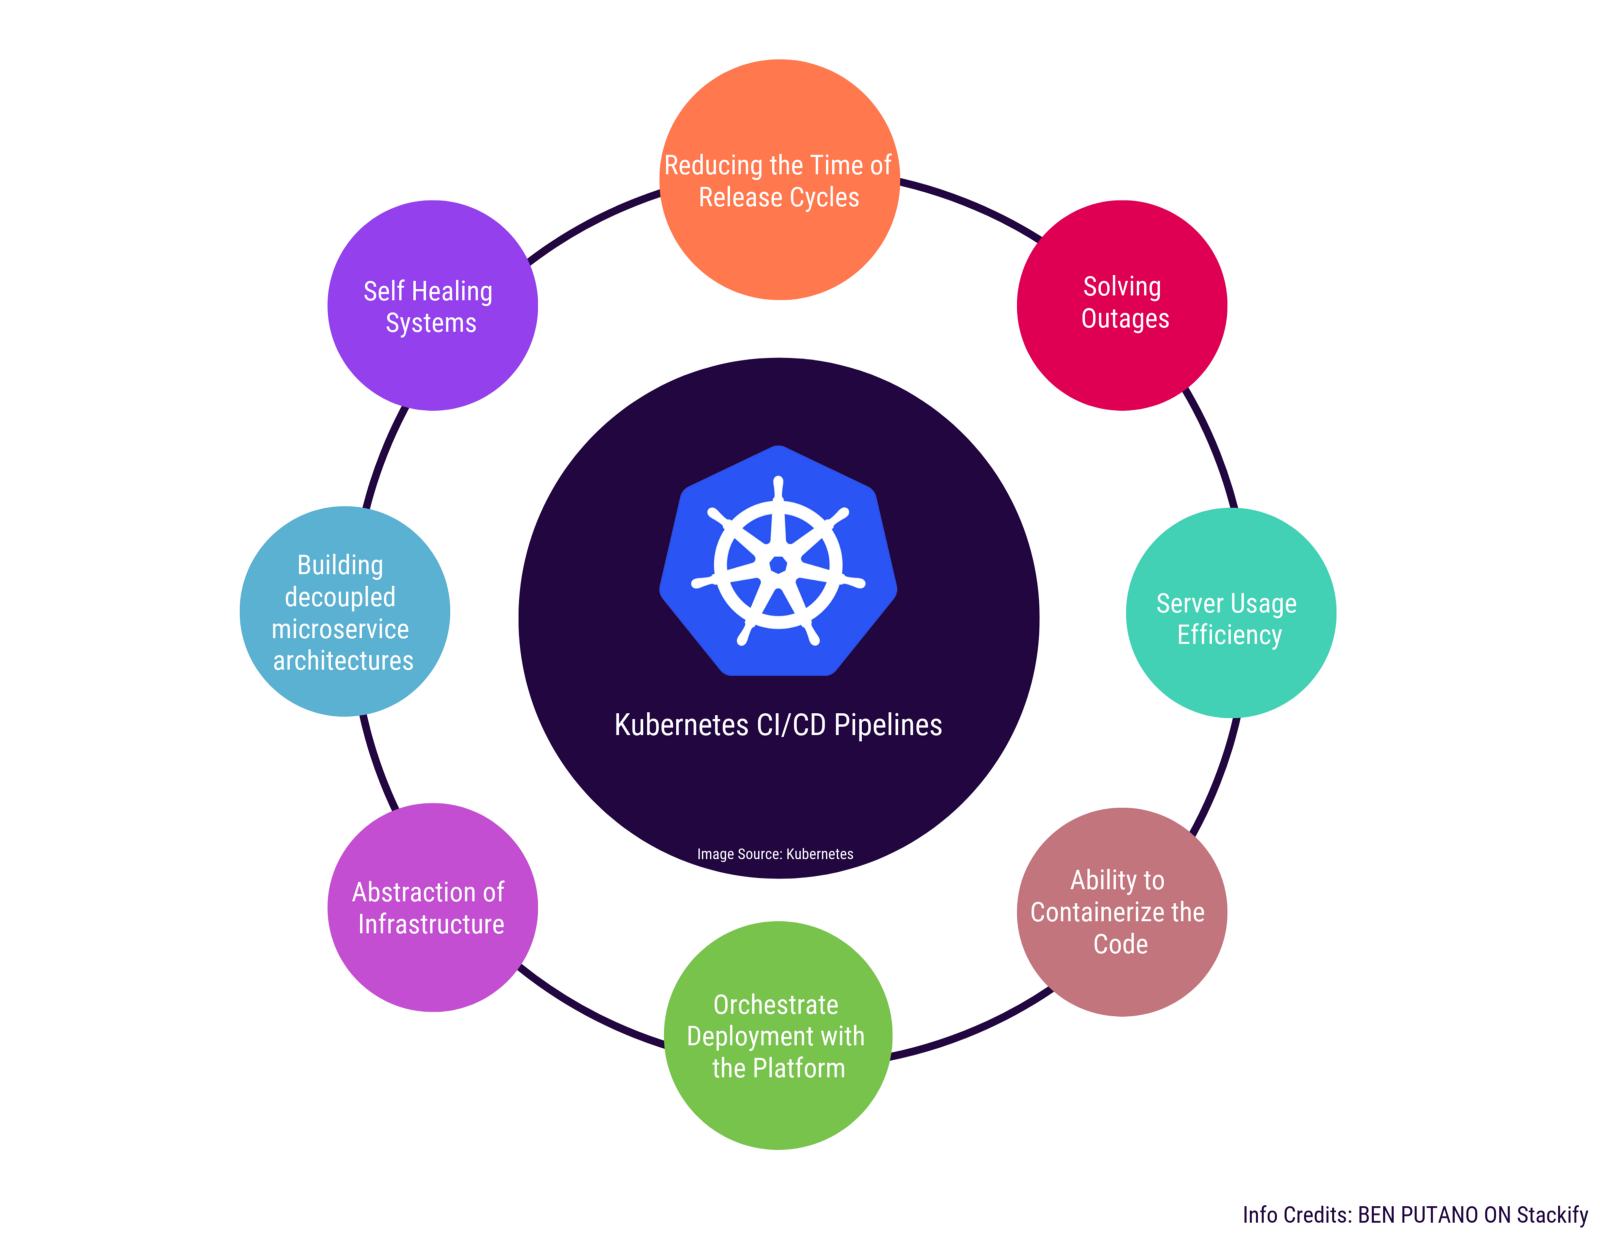 Reducing the Time of
Release Cycles
Solving
Outages
Server Usage
Efficiency
Ability to
Containerize the
Code
Orchestrate
Deployment with
the Platform
Abstraction of
Infrastructure
Building
decoupled
microservice
architectures
Self Healing
Systems
Kubernetes CI/CD Pipelines
Image Source: Kubernetes
Info Credits: BEN PUTANO ON Stackify